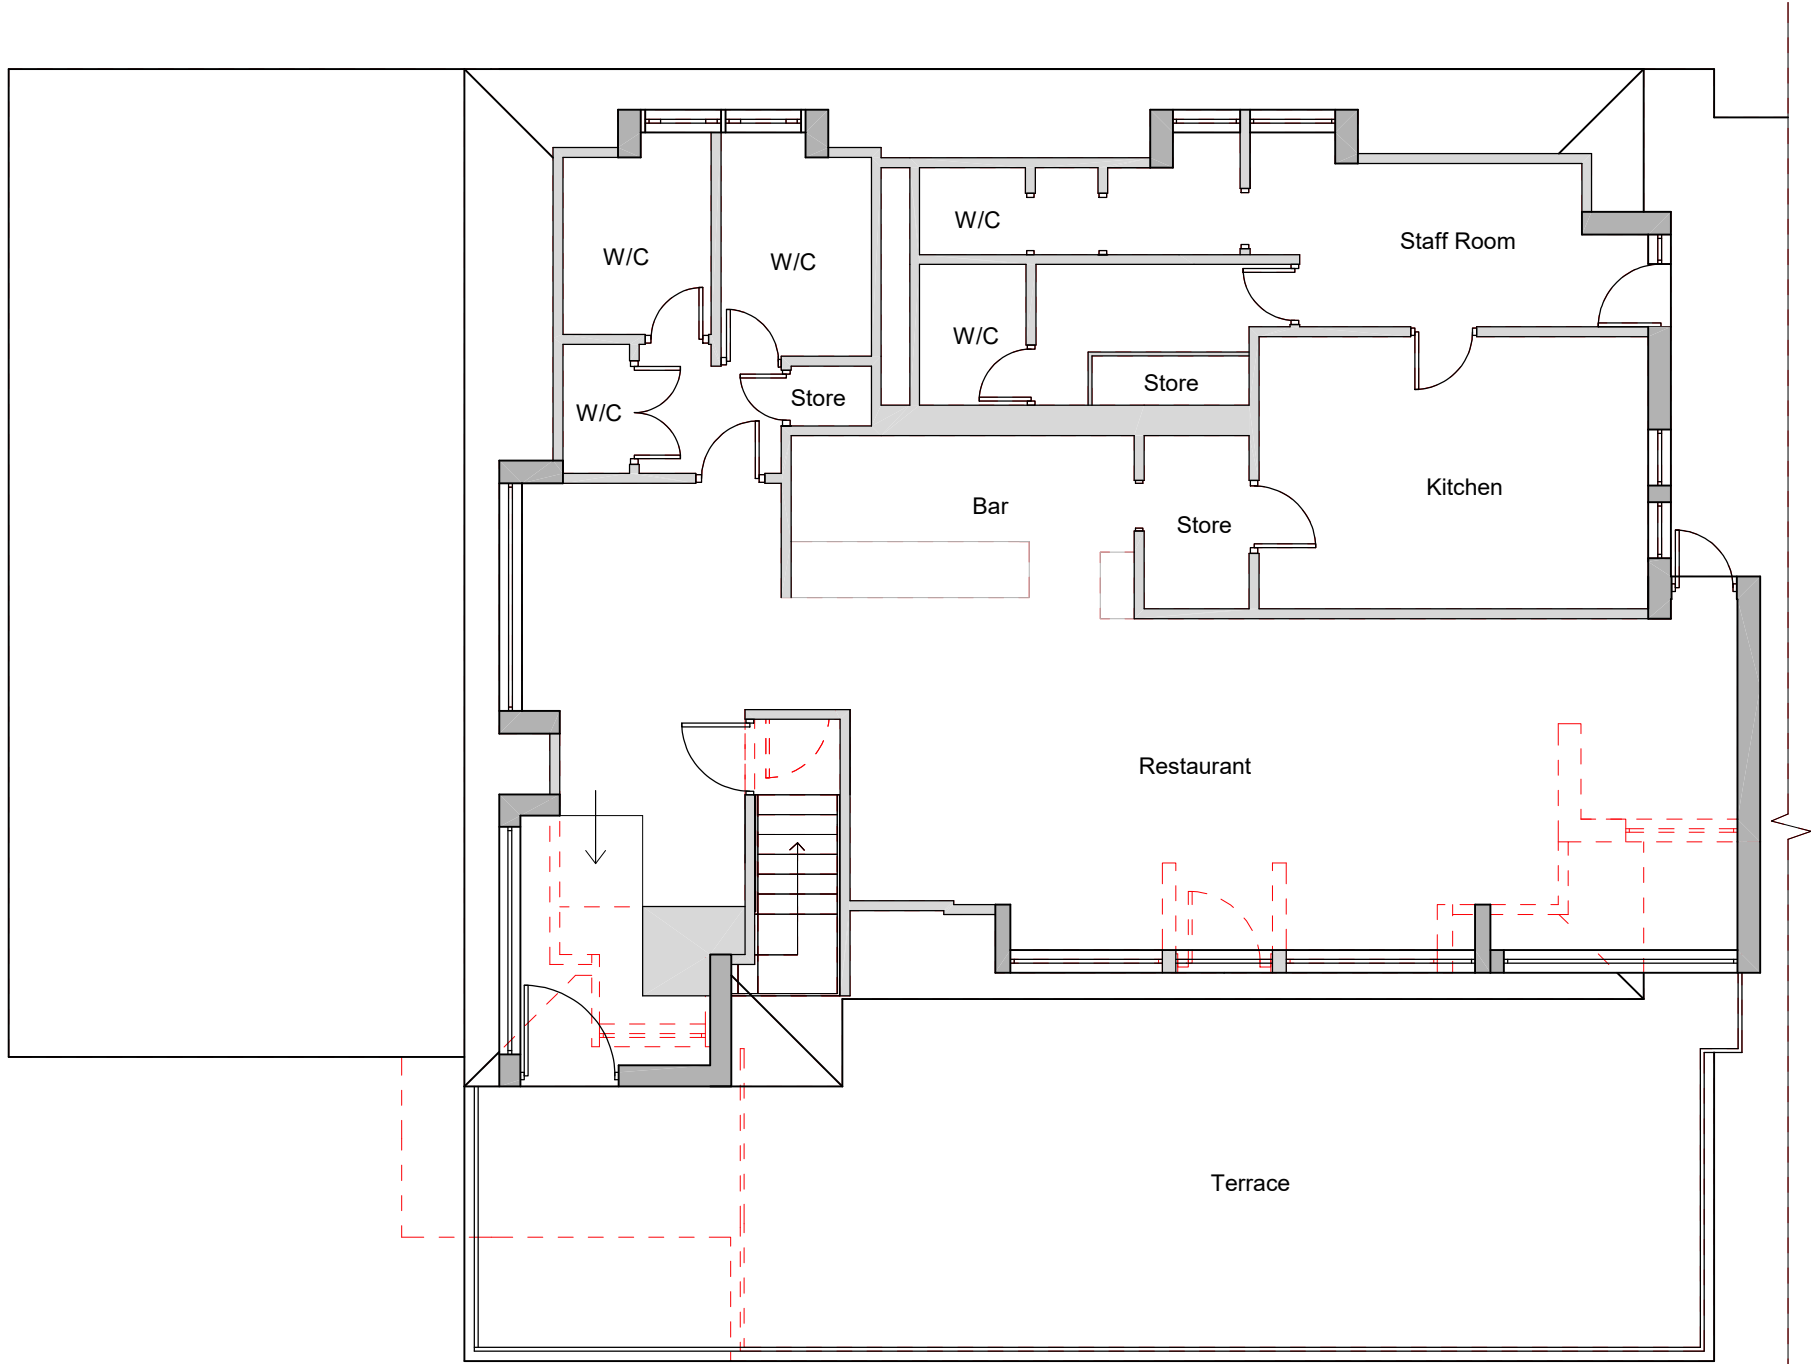 W/C
Staff Room
W/C
W/C
W/C
Store
Store
W/C
Kitchen
Bar
Store
Restaurant
Terrace